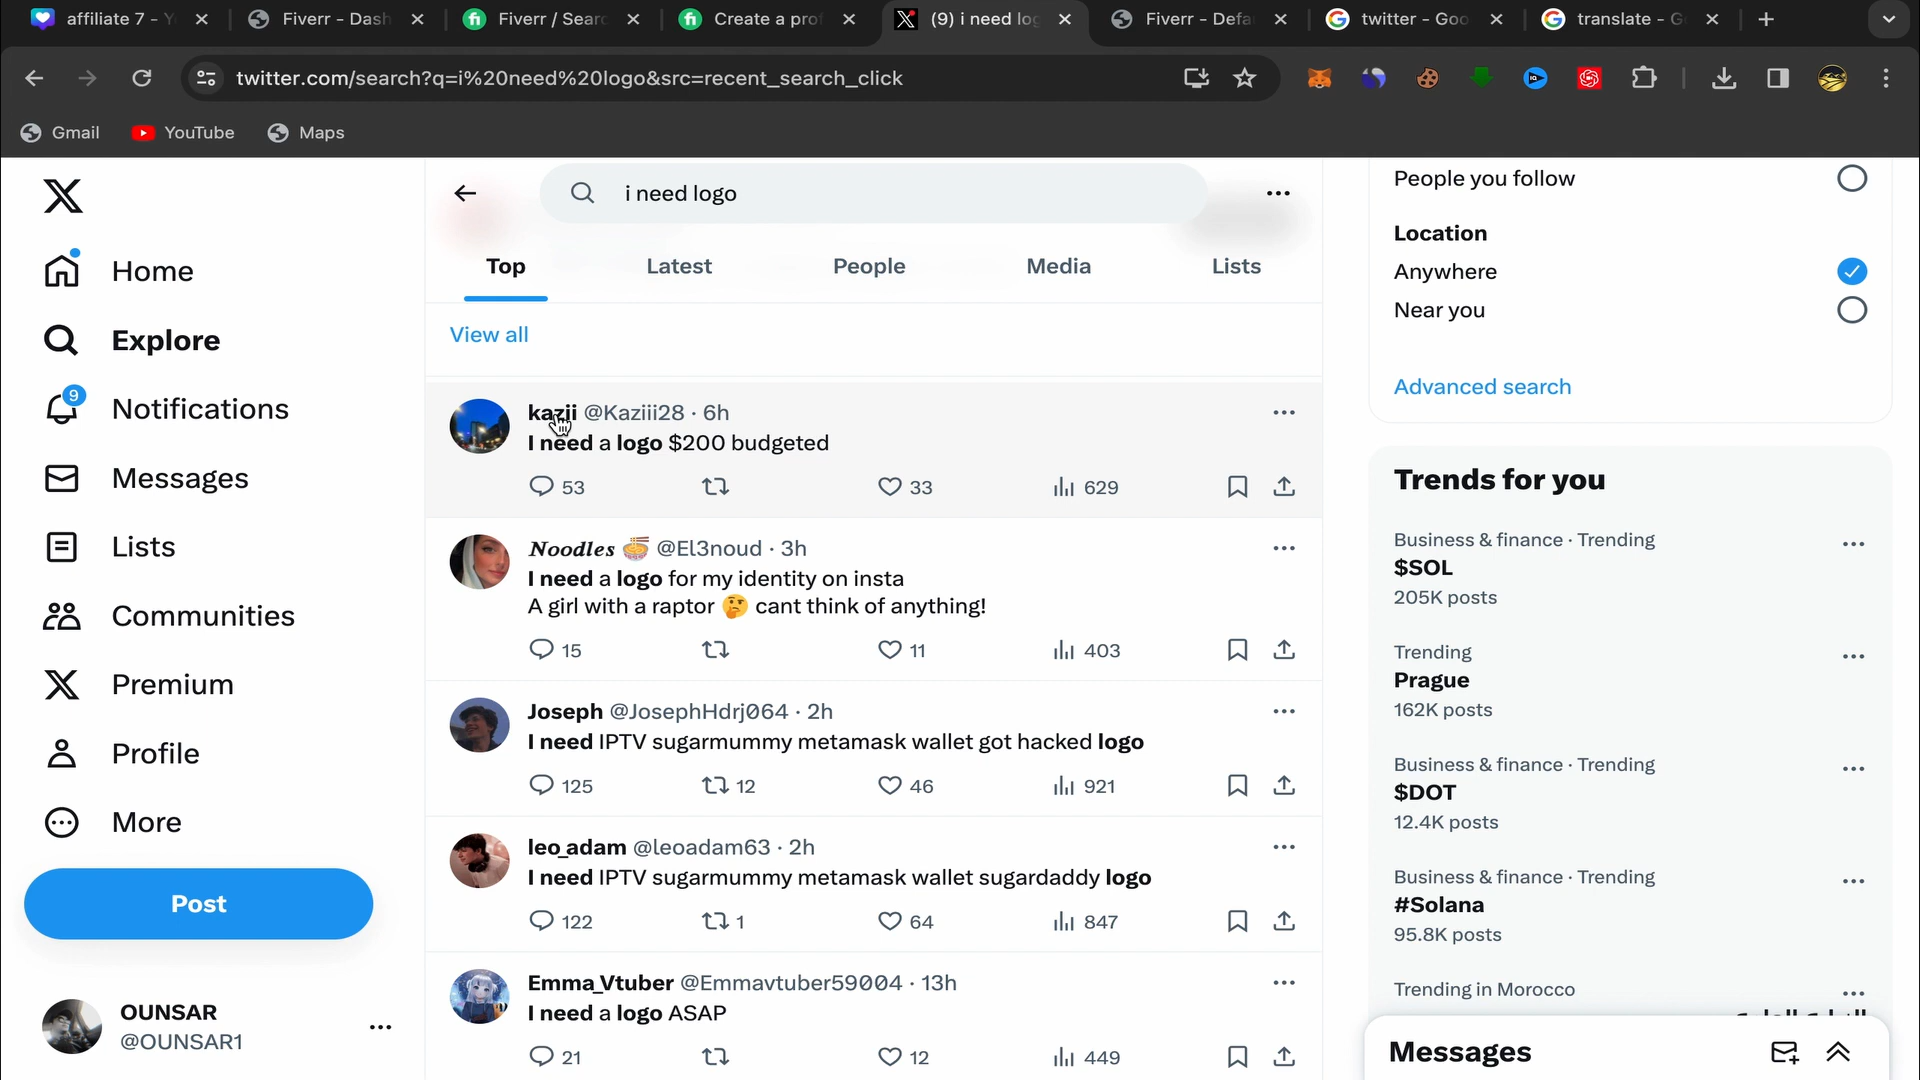 affiliate 7 - Y
Fiverr - Dash
Fiverr / Sear
Create a prof
(9) i need log
Fiverr - Defa
twitter - Goo
translate - G
twitter.com/search?q=i%20need%20logo&src=recent_search_click
Gmail
YouTube
Maps
Home
Explore
9
Notifications
Messages
Lists
Communities
Premium
Profile
More
Post
OUNSAR
@OUNSAR1
i need logo
Top
Latest
People
Media
Lists
View all
kazii @Kaziii28 · 6h
I need a logo $200 budgeted
53
33
629
Noodles 🍜 @El3noud · 3h
I need a logo for my identity on insta
A girl with a raptor 🤔 cant think of anything!
15
11
403
Joseph @JosephHdrj064 · 2h
I need IPTV sugarmummy metamask wallet got hacked logo
125
12
46
921
leo_adam @leoadam63 · 2h
I need IPTV sugarmummy metamask wallet sugardaddy logo
122
1
64
847
Emma_Vtuber @Emmavtuber59004 · 13h
I need a logo ASAP
21
12
449
People you follow
Location
Anywhere
Near you
Advanced search
Trends for you
Business & finance · Trending
$SOL
205K posts
Trending
Prague
162K posts
Business & finance · Trending
$DOT
12.4K posts
Business & finance · Trending
#Solana
95.8K posts
Trending in Morocco
Messages